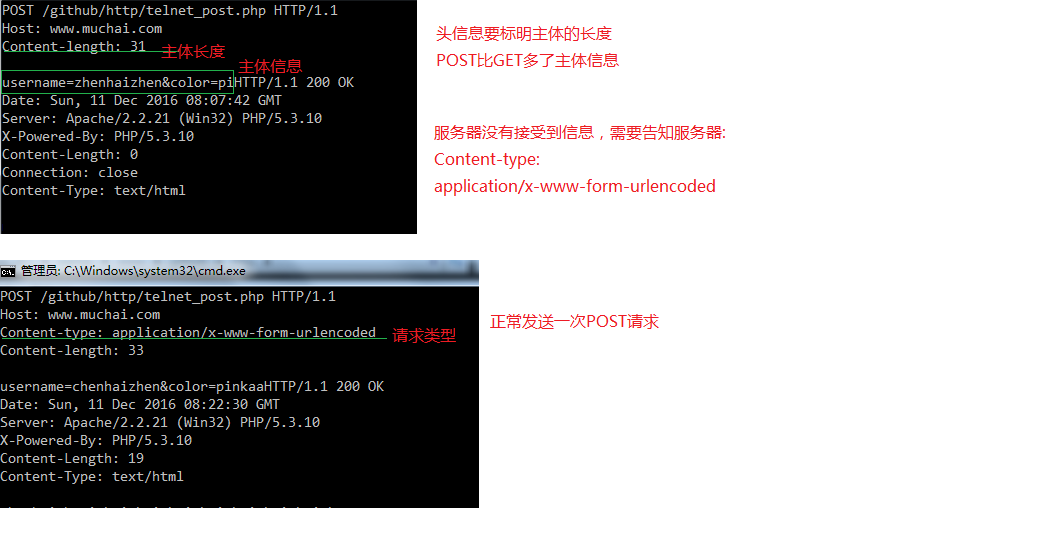 POST /github/http/telnet_post.php HTTP/1.1
Host: www.muchai.com
Content-length: 31
主体长度
主体信息
username=zhenhaizhen&color=piHTTP/1.1 200 OK
Date: Sun, 11 Dec 2016 08:07:42 GMT
Server: Apache/2.2.21 (Win32) PHP/5.3.10
X-Powered-By: PHP/5.3.10
Content-Length: 0
Connection: close
Content-Type: text/html
头信息要标明主体的长度
POST比GET多了主体信息
服务器没有接受到信息，需要告知服务器:
Content-type:
application/x-www-form-urlencoded
管理员: C:\Windows\system32\cmd.exe
POST /github/http/telnet_post.php HTTP/1.1
Host: www.muchai.com
Content-type: application/x-www-form-urlencoded
请求类型
Content-length: 33
username=chenhaizhen&color=pinkaaHTTP/1.1 200 OK
Date: Sun, 11 Dec 2016 08:22:30 GMT
Server: Apache/2.2.21 (Win32) PHP/5.3.10
X-Powered-By: PHP/5.3.10
Content-Length: 19
Content-Type: text/html
正常发送一次POST请求